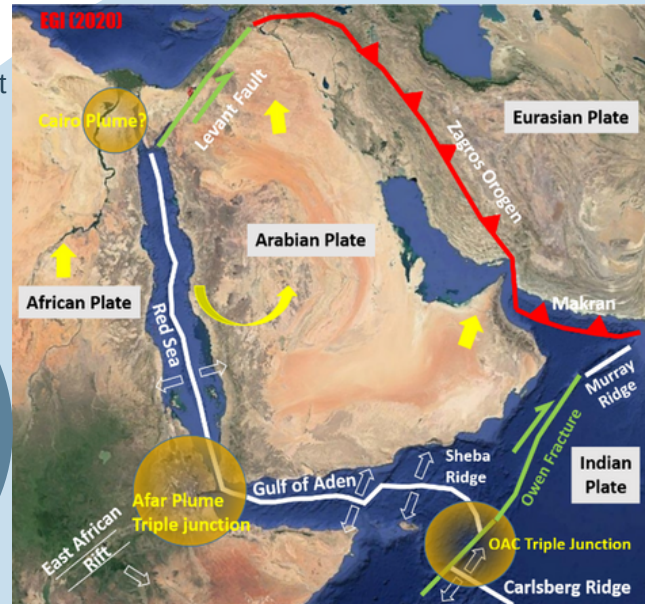 EGI (2020)
t
Cairo Plume?
Levant Fault
Zagros Orogen
Eurasian Plate
Arabian Plate
African Plate
Red Sea
Makran
Murray Ridge
Owen Fracture
Indian
Plate
Sheba
Ridge
Gulf of Aden
Afar Plume
Triple junction
East African
Rift
OAC Triple Junction
Carlsberg Ridge